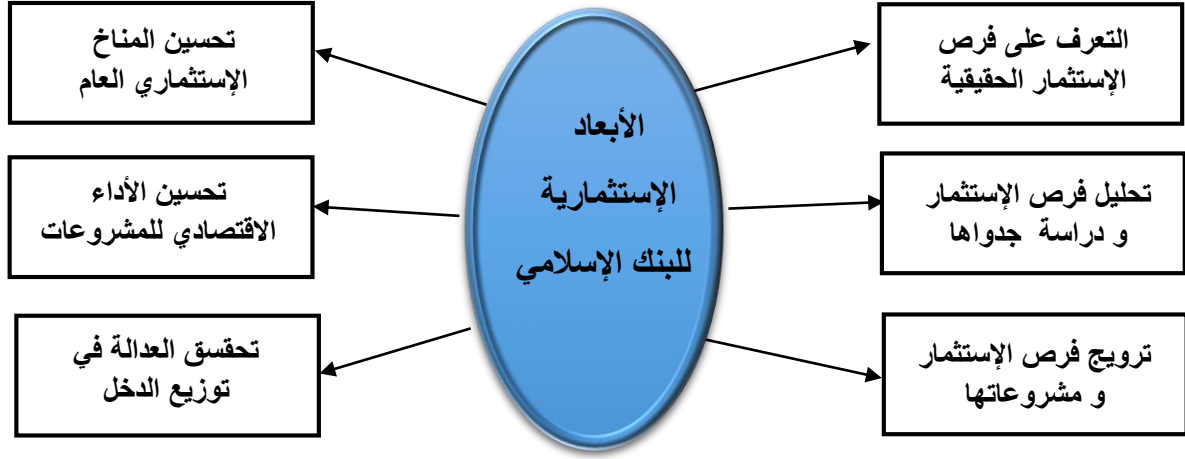 الأبعاد
الإستثمارية
للبنك الإسلامي
التعرف على فرص
الإستثمار الحقيقية
تحليل فرص الإستثمار
و دراسة جدواها
ترويج فرص الإستثمار
و مشروعاتها
تحسين المناخ
الإستثماري العام
تحسين الأداء
الاقتصادي للمشروعات
تحقسق العدالة في
توزيع الدخل